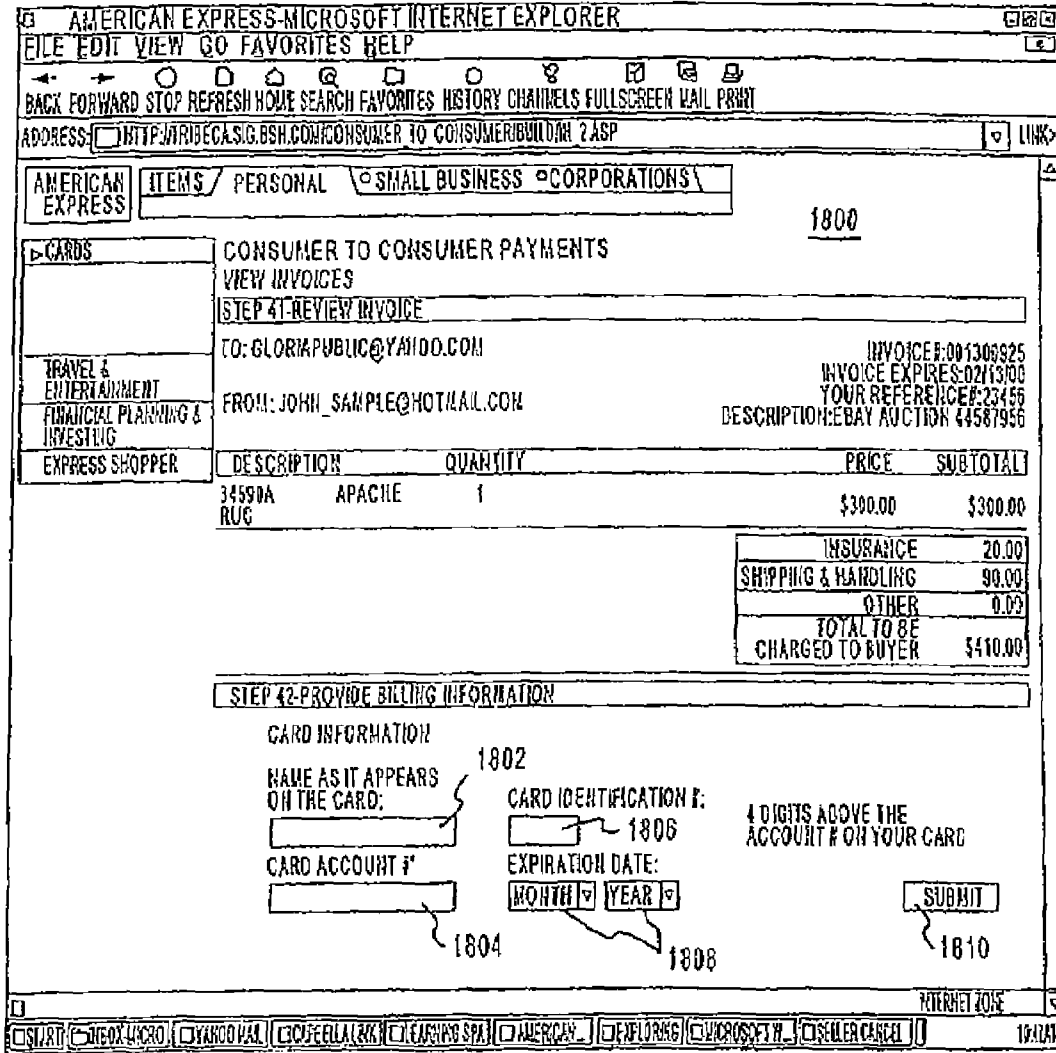 AMERICAN EXPRESS-MICROSOFT INTERNET EXPLORER
FILE EDIT VIEW GO FAVORITES HELP
BACK FORWARD STOP REFRESH HOME SEARCH FAVORITES HISTORY CHANNELS FULLSCREEN MAIL PRINT
ADDRESS: LINKS
AMERICAN EXPRESS
ITEMS PERSONAL SMALL BUSINESS CORPORATIONS
1800
CARDS
TRAVEL &
ENTERTAINMENT
FINANCIAL PLANNING &
INVESTING
EXPRESS SHOPPER
CONSUMER TO CONSUMER PAYMENTS
VIEW INVOICES
STEP 41-REVIEW INVOICE
TO: GLORIAPUBLIC@YAHOO.COM
FROM: JOHN_SAMPLE@HOTMAIL.COM
INVOICE#:001300925
INVOICE EXPIRES:02/13/00
YOUR REFERENCE#:23456
DESCRIPTION:EBAY AUCTION 44587956
DESCRIPTION QUANTITY PRICE SUBTOTAL
34590A APACHE 1 $300.00 $300.00
RUG
INSURANCE 20.00
SHIPPING & HANDLING 90.00
OTHER 0.00
TOTAL TO BE
CHARGED TO BUYER $410.00
STEP 42-PROVIDE BILLING INFORMATION
CARD INFORMATION
1802
NAME AS IT APPEARS
ON THE CARD:
CARD IDENTIFICATION #:
1806
4 DIGITS ABOVE THE
ACCOUNT # ON YOUR CARD
CARD ACCOUNT #
EXPIRATION DATE:
MONTH YEAR
SUBMIT
1804
1808
1810
INTERNET ZONE
START YAHOO MAIL AMERICAN... EXPLORING SELLER CANCEL